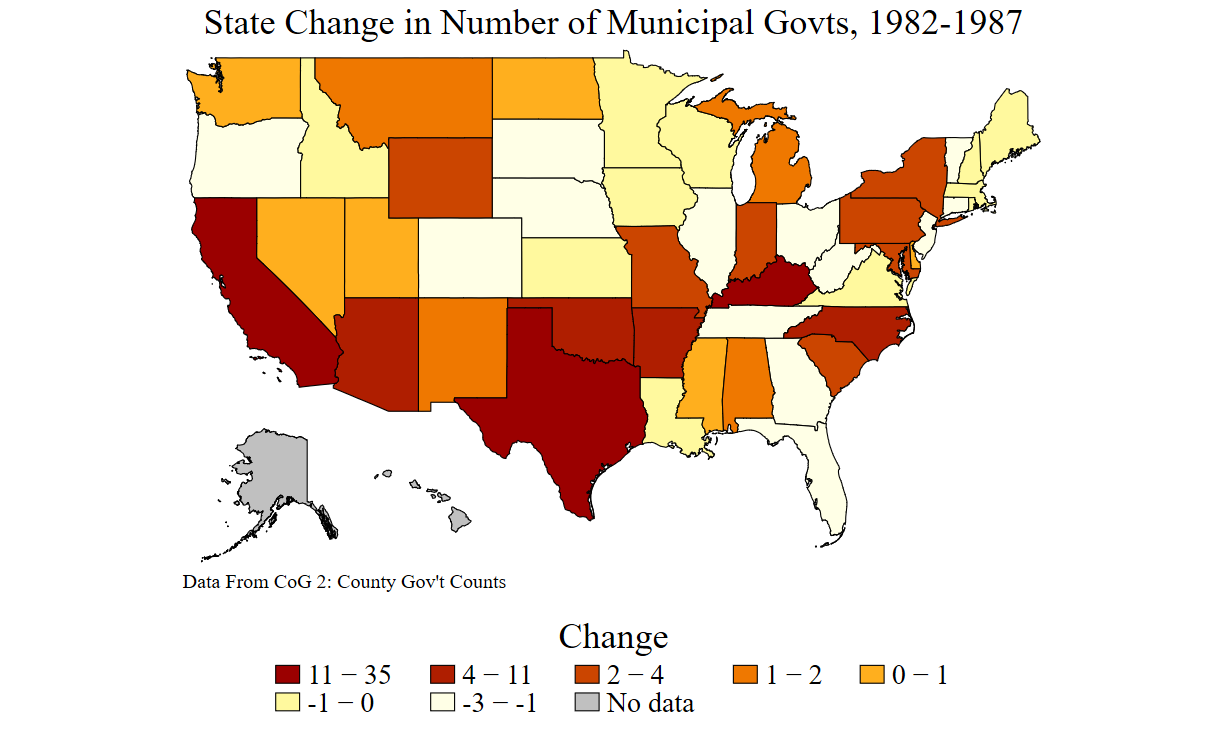 State Change in Number of Municipal Govts, 1982-1987
Data From CoG 2: County Gov't Counts
Change
11 − 35 4 − 11 2 − 4 1 − 2 0 − 1
-1 − 0 -3 − -1 No data